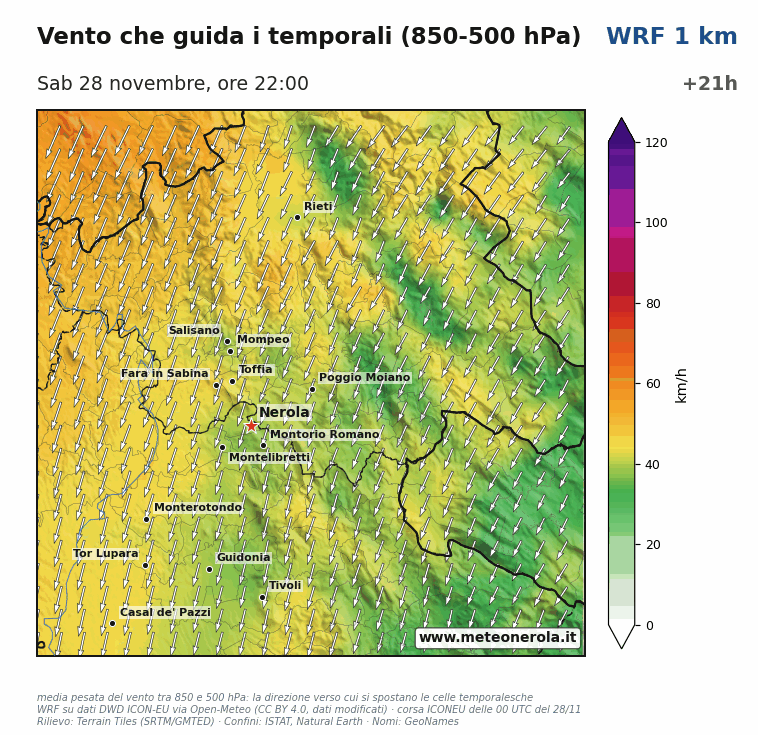 Vento che guida i temporali (850-500 hPa) WRF 1 km
Sab 28 novembre, ore 22:00 +21h
Rieti
Salisano
Mompeo
Fara in Sabina
Toffia
Poggio Moiano
Nerola
Montorio Romano
Montelibretti
Monterotondo
Tor Lupara
Guidonia
Tivoli
Casal de' Pazzi
www.meteonerola.it
120
100
80
60
40
20
0
km/h
media pesata del vento tra 850 e 500 hPa: la direzione verso cui si spostano le celle temporalesche
WRF su dati DWD ICON-EU via Open-Meteo (CC BY 4.0, dati modificati) · corsa ICONEU delle 00 UTC del 28/11
Rilievo: Terrain Tiles (SRTM/GMTED) · Confini: ISTAT, Natural Earth · Nomi: GeoNames